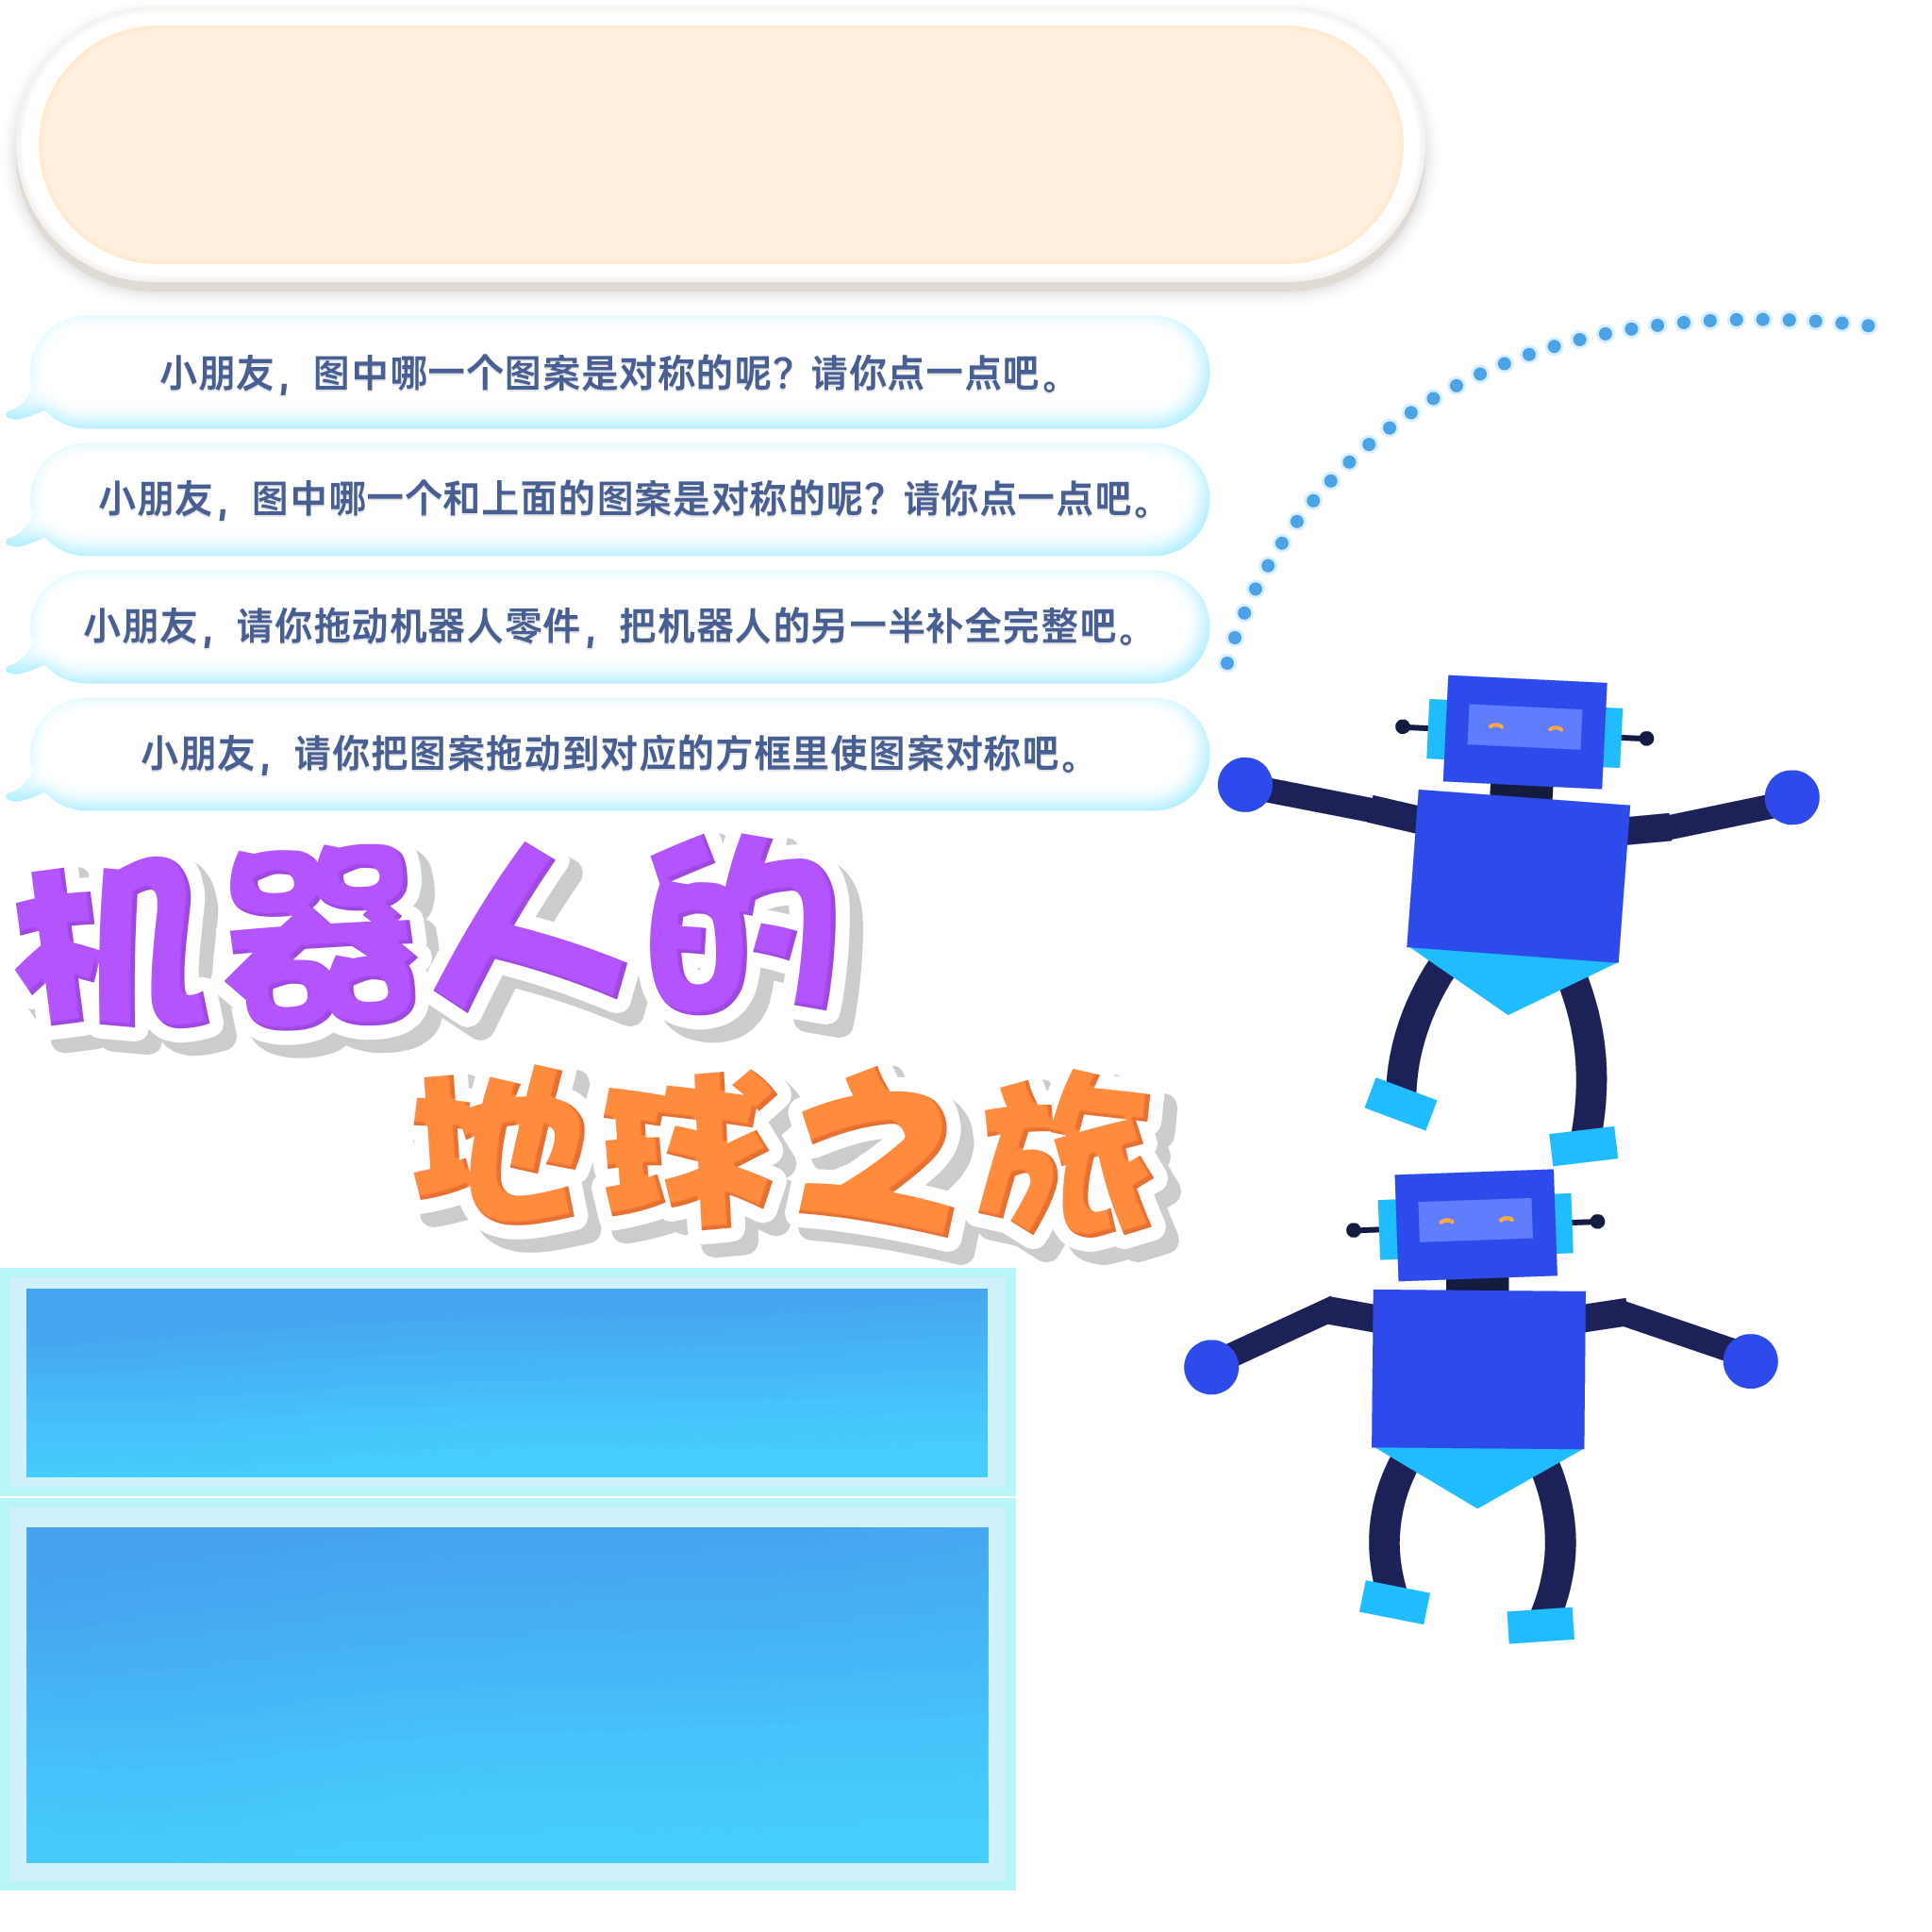 小朋友，图中哪一个图案是对称的呢？请你点一点吧。
小朋友，图中哪一个和上面的图案是对称的呢？请你点一点吧。
小朋友，请你拖动机器人零件，把机器人的另一半补全完整吧。
小朋友，请你把图案拖动到对应的方框里使图案对称吧。
机器人的
地球之旅